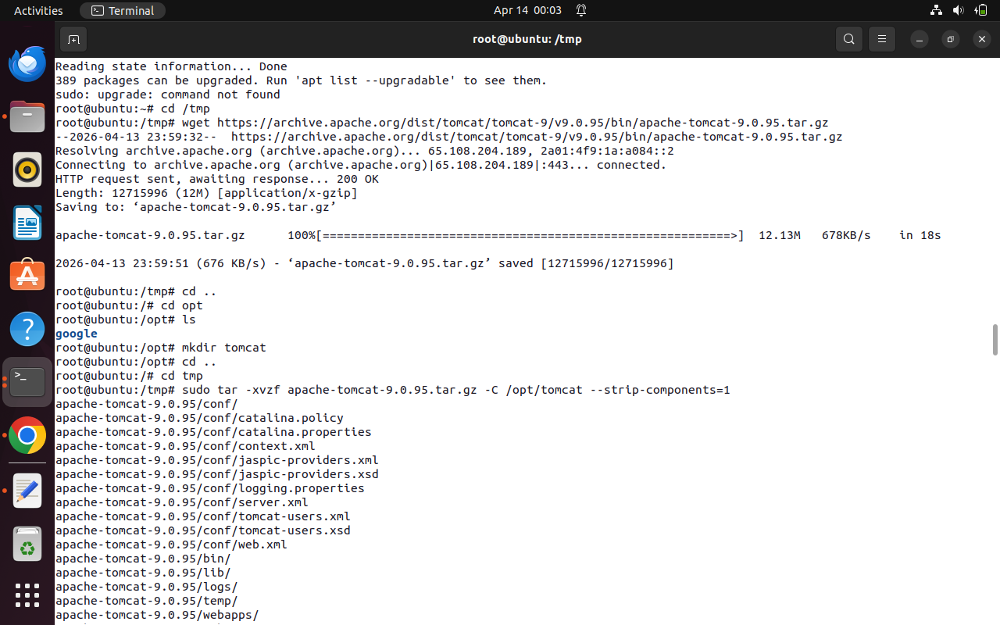 Activities
Terminal
Apr 14 00:03
root@ubuntu: /tmp
Reading state information... Done
389 packages can be upgraded. Run 'apt list --upgradable' to see them.
sudo: upgrade: command not found
root@ubuntu:~# cd /tmp
root@ubuntu:/tmp# wget https://archive.apache.org/dist/tomcat/tomcat-9/v9.0.95/bin/apache-tomcat-9.0.95.tar.gz
--2026-04-13 23:59:32--  https://archive.apache.org/dist/tomcat/tomcat-9/v9.0.95/bin/apache-tomcat-9.0.95.tar.gz
Resolving archive.apache.org (archive.apache.org)... 65.108.204.189, 2a01:4f9:1a:a084::2
Connecting to archive.apache.org (archive.apache.org)|65.108.204.189|:443... connected.
HTTP request sent, awaiting response... 200 OK
Length: 12715996 (12M) [application/x-gzip]
Saving to: ‘apache-tomcat-9.0.95.tar.gz’
apache-tomcat-9.0.95.tar.gz      100%[==========================================================>]  12.13M   678KB/s    in 18s
2026-04-13 23:59:51 (676 KB/s) - ‘apache-tomcat-9.0.95.tar.gz’ saved [12715996/12715996]
root@ubuntu:/tmp# cd ..
root@ubuntu:/# cd opt
root@ubuntu:/opt# ls
google
root@ubuntu:/opt# mkdir tomcat
root@ubuntu:/opt# cd ..
root@ubuntu:/# cd tmp
root@ubuntu:/tmp# sudo tar -xvzf apache-tomcat-9.0.95.tar.gz -C /opt/tomcat --strip-components=1
apache-tomcat-9.0.95/conf/
apache-tomcat-9.0.95/conf/catalina.policy
apache-tomcat-9.0.95/conf/catalina.properties
apache-tomcat-9.0.95/conf/context.xml
apache-tomcat-9.0.95/conf/jaspic-providers.xml
apache-tomcat-9.0.95/conf/jaspic-providers.xsd
apache-tomcat-9.0.95/conf/logging.properties
apache-tomcat-9.0.95/conf/server.xml
apache-tomcat-9.0.95/conf/tomcat-users.xml
apache-tomcat-9.0.95/conf/tomcat-users.xsd
apache-tomcat-9.0.95/conf/web.xml
apache-tomcat-9.0.95/bin/
apache-tomcat-9.0.95/lib/
apache-tomcat-9.0.95/logs/
apache-tomcat-9.0.95/temp/
apache-tomcat-9.0.95/webapps/